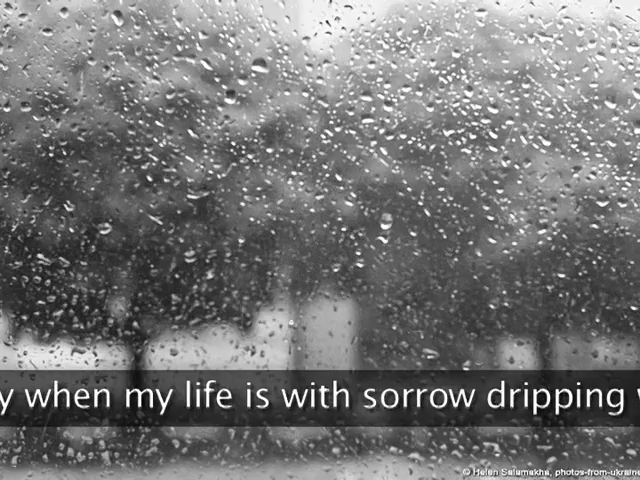 y when my life is with sorrow dripping
© Helen Salamakha, photos-from-ukraine